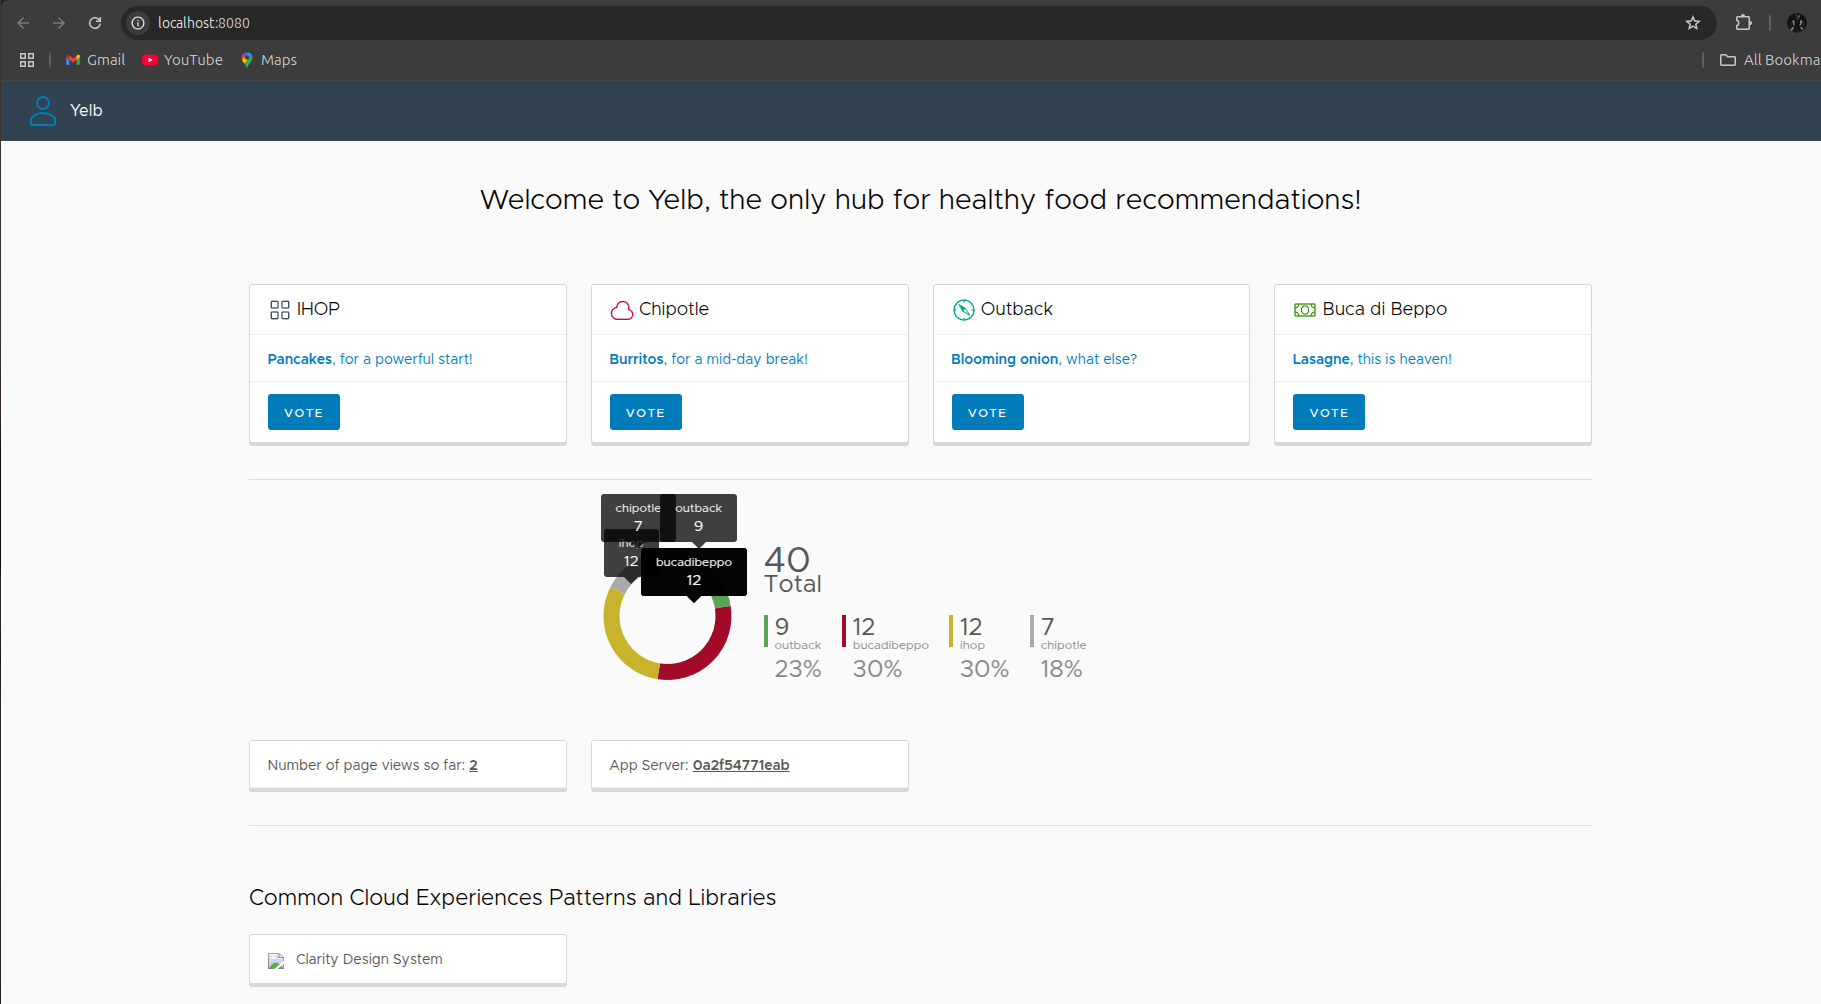 localhost:8080
Gmail YouTube Maps All Bookma
Yelb
Welcome to Yelb, the only hub for healthy food recommendations!
IHOP
Pancakes, for a powerful start!
VOTE
Chipotle
Burritos, for a mid-day break!
VOTE
Outback
Blooming onion, what else?
VOTE
Buca di Beppo
Lasagne, this is heaven!
VOTE
chipotle
7
outback
9
ihop
12
bucadibeppo
12
40
Total
9
outback
23%
12
bucadibeppo
30%
12
ihop
30%
7
chipotle
18%
Number of page views so far: 2
App Server: 0a2f54771eab
Common Cloud Experiences Patterns and Libraries
Clarity Design System